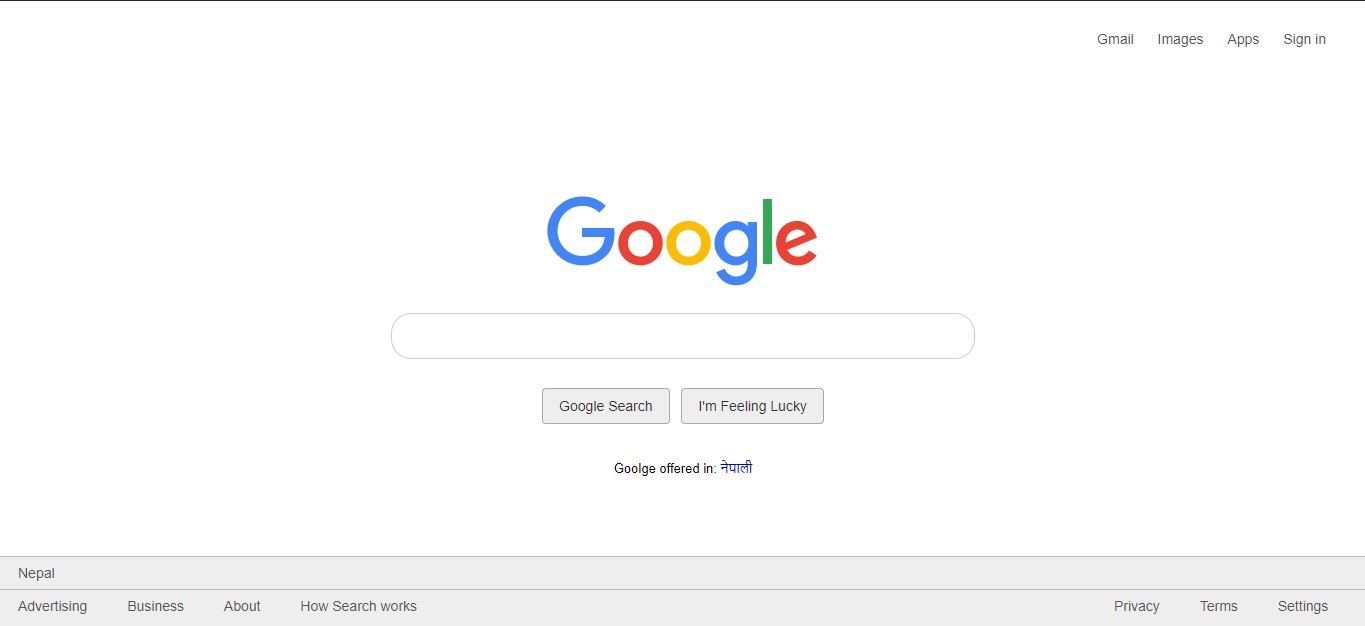 Gmail Images Apps Sign in
Google
Google Search I'm Feeling Lucky
Goolge offered in: नेपाली
Nepal
Advertising Business About How Search works Privacy Terms Settings